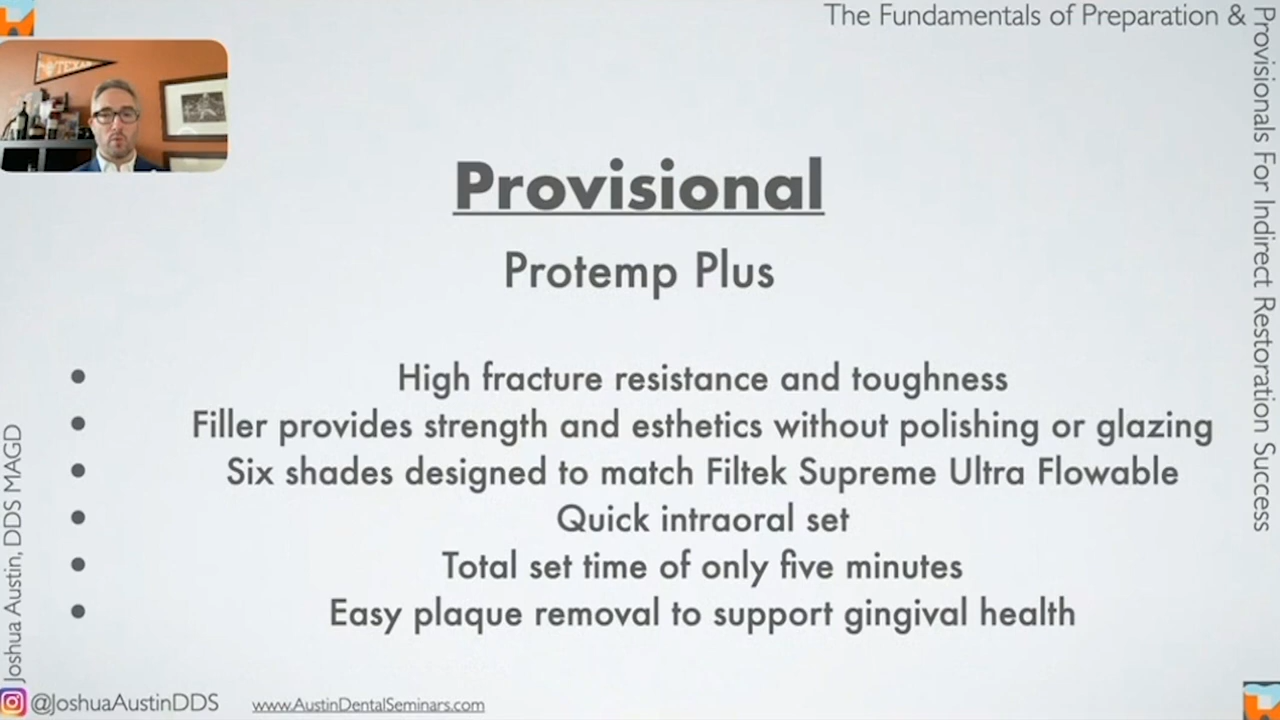 The Fundamentals of Preparation &
Provisionals For Indirect Restoration Success
TEXAS
Provisional
Protemp Plus
High fracture resistance and toughness
Filler provides strength and esthetics without polishing or glazing
Six shades designed to match Filtek Supreme Ultra Flowable
Quick intraoral set
Total set time of only five minutes
Easy plaque removal to support gingival health
Joshua Austin, DDS MAGD
@JoshuaAustinDDS
www.AustinDentalSeminars.com